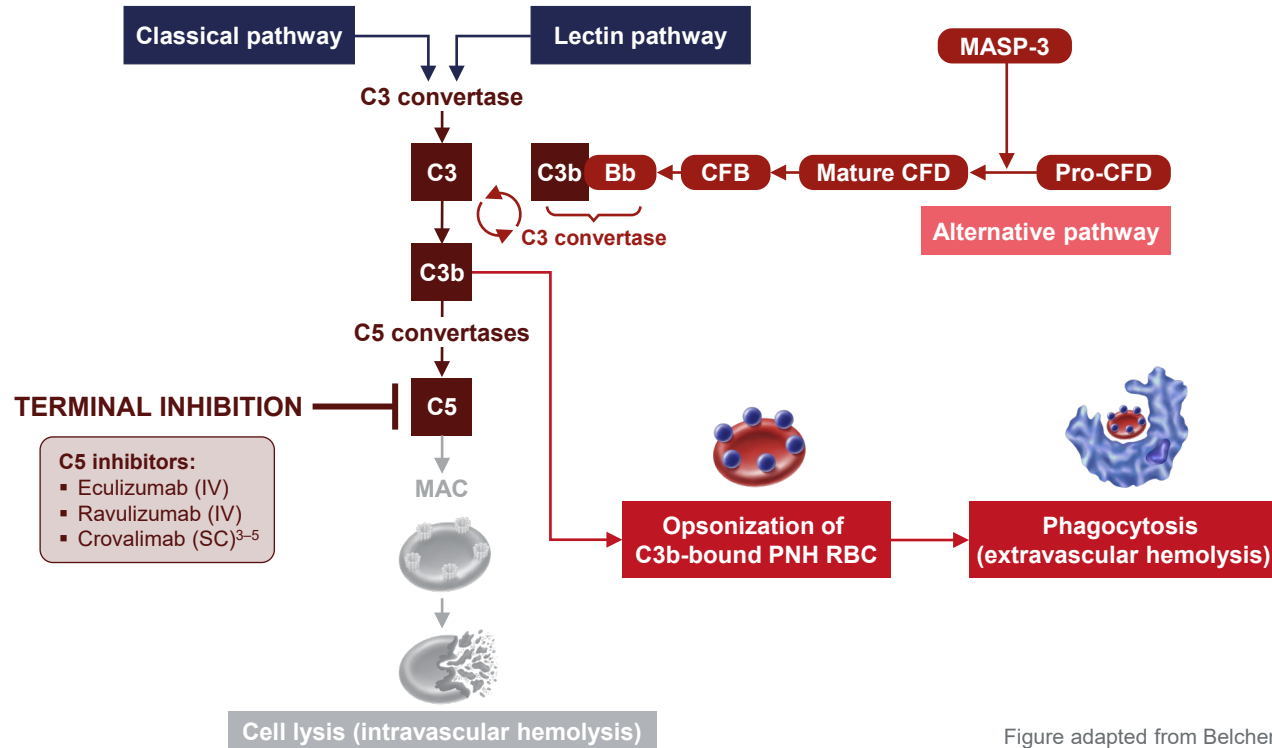 Classical pathway
Lectin pathway
MASP-3
C3 convertase
C3
C3b
Bb
CFB
Mature CFD
Pro-CFD
C3 convertase
Alternative pathway
C3b
C5 convertases
TERMINAL INHIBITION
C5
C5 inhibitors:
▪ Eculizumab (IV)
▪ Ravulizumab (IV)
▪ Crovalimab (SC)³⁻⁵
MAC
Opsonization of
C3b-bound PNH RBC
Phagocytosis
(extravascular hemolysis)
Cell lysis (intravascular hemolysis)
Figure adapted from Belcher